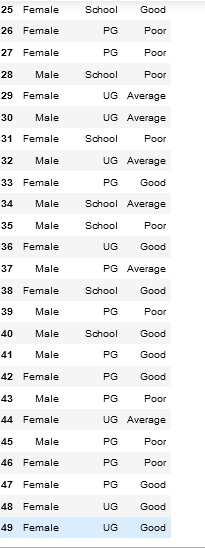 25 Female School Good
26 Female PG Poor
27 Female PG Poor
28 Male School Poor
29 Female UG Average
30 Male UG Average
31 Female School Poor
32 Male UG Average
33 Female PG Good
34 Male School Average
35 Male School Poor
36 Female UG Good
37 Male PG Average
38 Female School Good
39 Male PG Poor
40 Male School Good
41 Male PG Good
42 Female PG Good
43 Male PG Poor
44 Female UG Average
45 Male PG Poor
46 Female PG Poor
47 Female PG Good
48 Female UG Good
49 Female UG Good